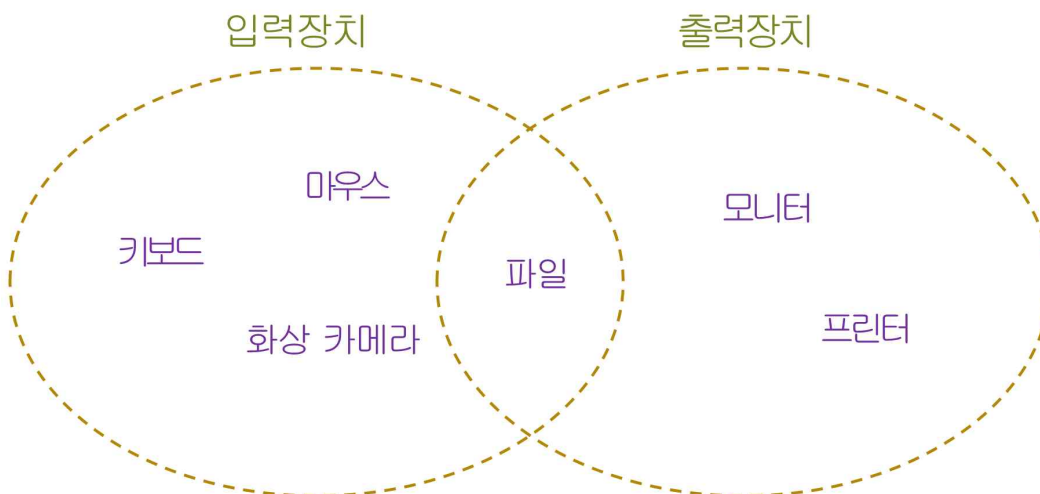 입력장치
출력장치
마우스
모니터
키보드
파일
프린터
화상 카메라